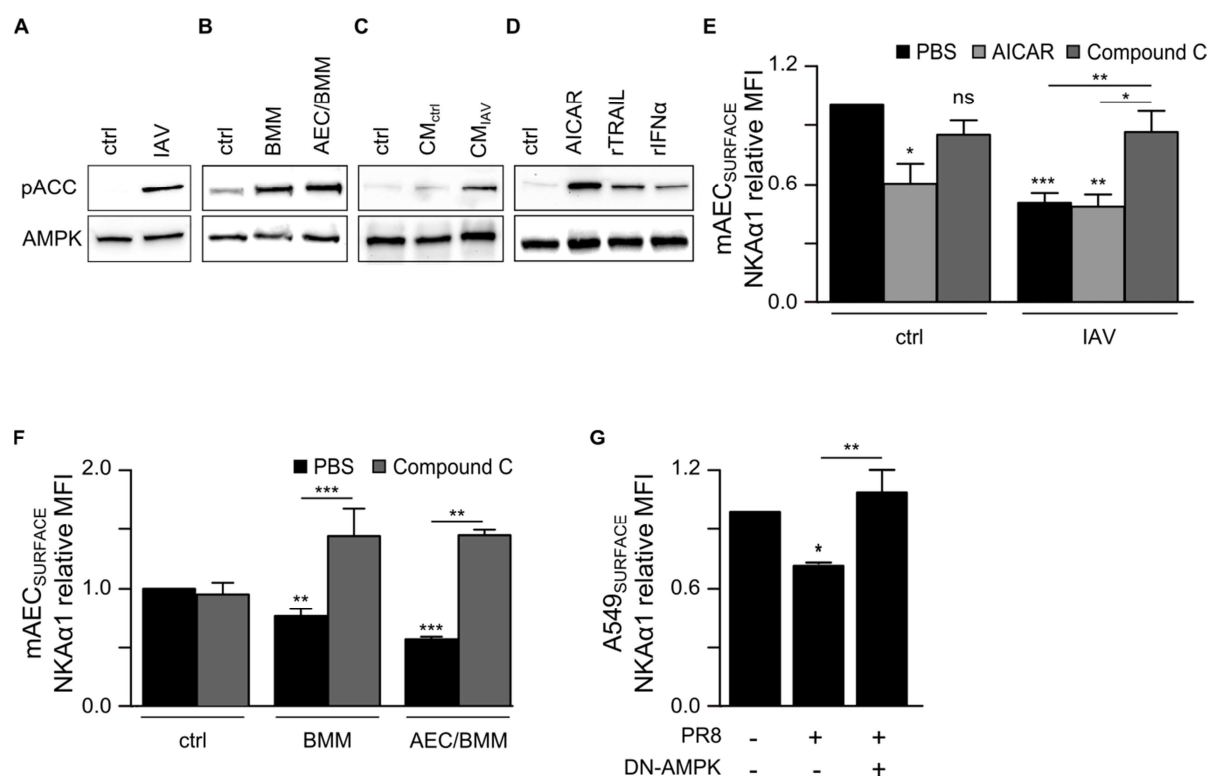 A
B
C
D
E
ctrl
IAV
ctrl
BMM
AEC/BMM
ctrl
CMctrl
CMIAV
ctrl
AICAR
rTRAIL
rIFNα
pACC
AMPK
PBS AICAR Compound C
mAECSURFACE
NKAα1 relative MFI
1.2
0.6
0.0
*
ns
***
**
**
*
ctrl IAV
F
PBS Compound C
mAECSURFACE
NKAα1 relative MFI
2.0
1.0
0.0
**
***
***
**
ctrl BMM AEC/BMM
G
A549SURFACE
NKAα1 relative MFI
1.2
0.6
0.0
*
**
PR8 - + +
DN-AMPK - - +